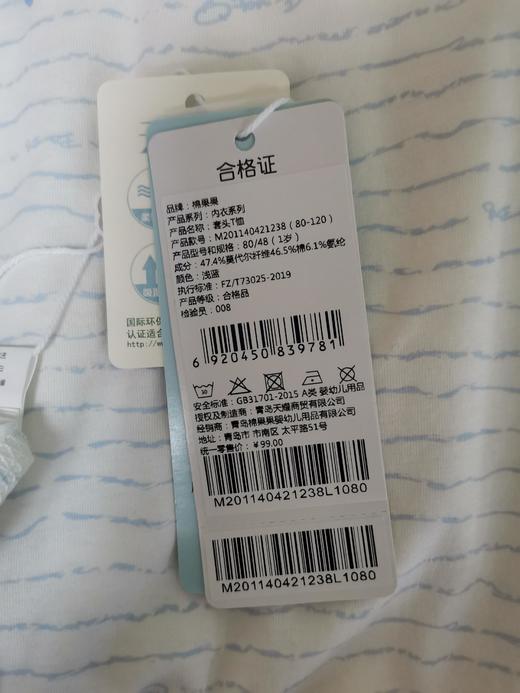 合格证
品牌：棉果果
产品系列：内衣系列
产品名称：套头T恤
产品款号：M201140421238（80-120）
产品型号和规格：80/48（1岁）
成分：47.4%莫代尔纤维46.5%棉6.1%氨纶
颜色：浅蓝
执行标准：FZ/T73025-2019
产品等级：合格品
检验员：008
6 920450 839781
30
安全标准：GB31701-2015 A类 婴幼儿用品
授权及制造商：青岛天耀商贸有限公司
经销商：青岛棉果果婴幼儿用品有限公司
地址：青岛市 市南区 太平路51号
统一零售价：￥99.00
M201140421238L1080
M201140421238L1080
国际环保
认证适合
http://w